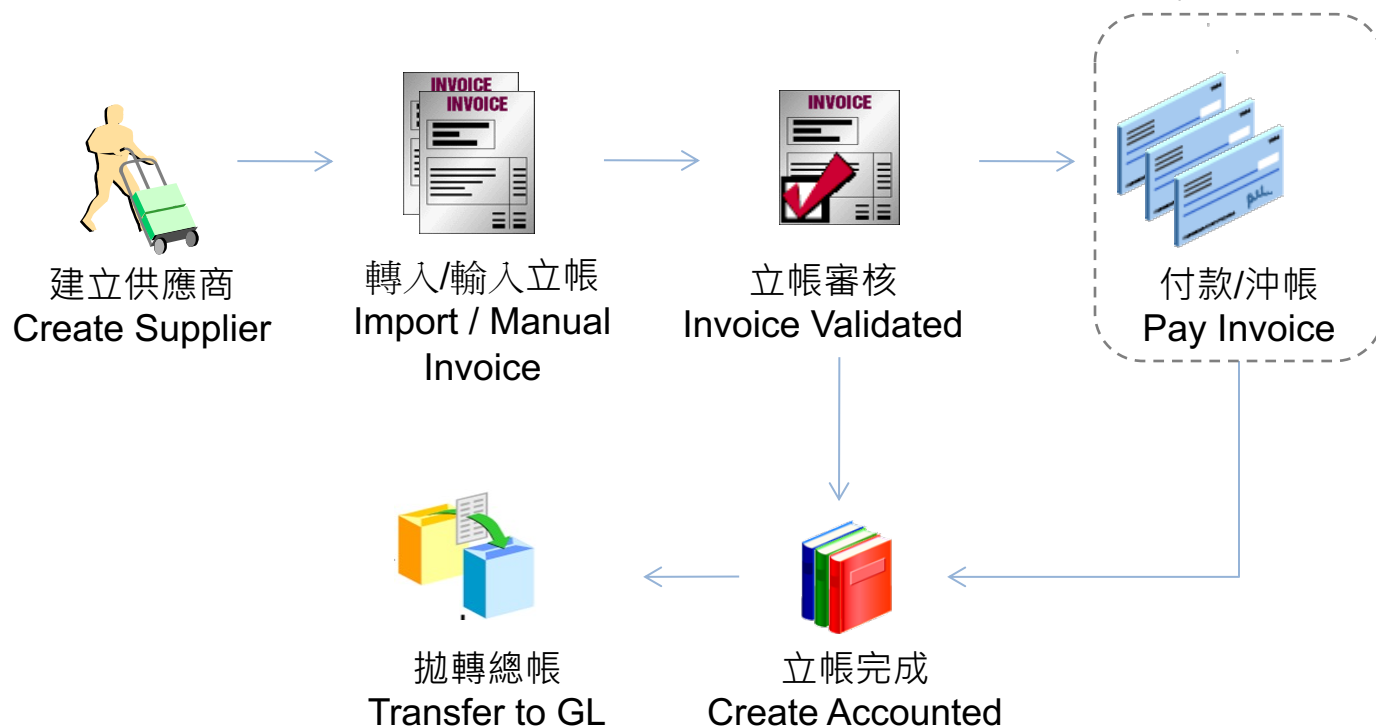 INVOICE
INVOICE
INVOICE
建立供應商
Create Supplier
轉入/輸入立帳
Import / Manual
Invoice
立帳審核
Invoice Validated
付款/沖帳
Pay Invoice
拋轉總帳
Transfer to GL
立帳完成
Create Accounted